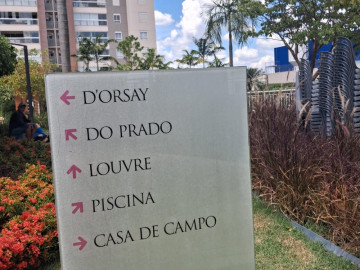 ← D'ORSAY
↖ DO PRADO
↑ LOUVRE
↗ PISCINA
→ CASA DE CAMPO